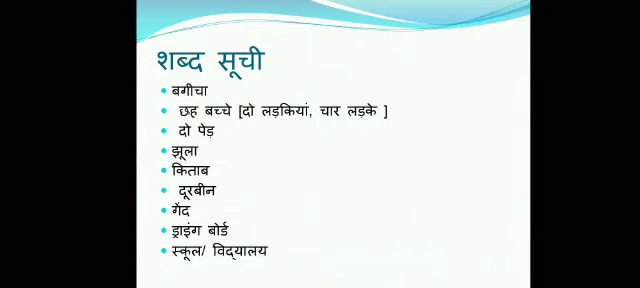 शब्द सूची
बगीचा
छह बच्चे [दो लड़कियां, चार लड़के ]
दो पेड़
झूला
किताब
दूरबीन
गेंद
ड्राइंग बोर्ड
स्कूल/ विद्यालय